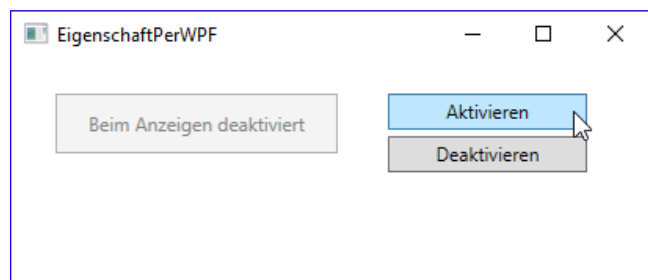 EigenschaftPerWPF
Beim Anzeigen deaktiviert
Aktivieren
Deaktivieren